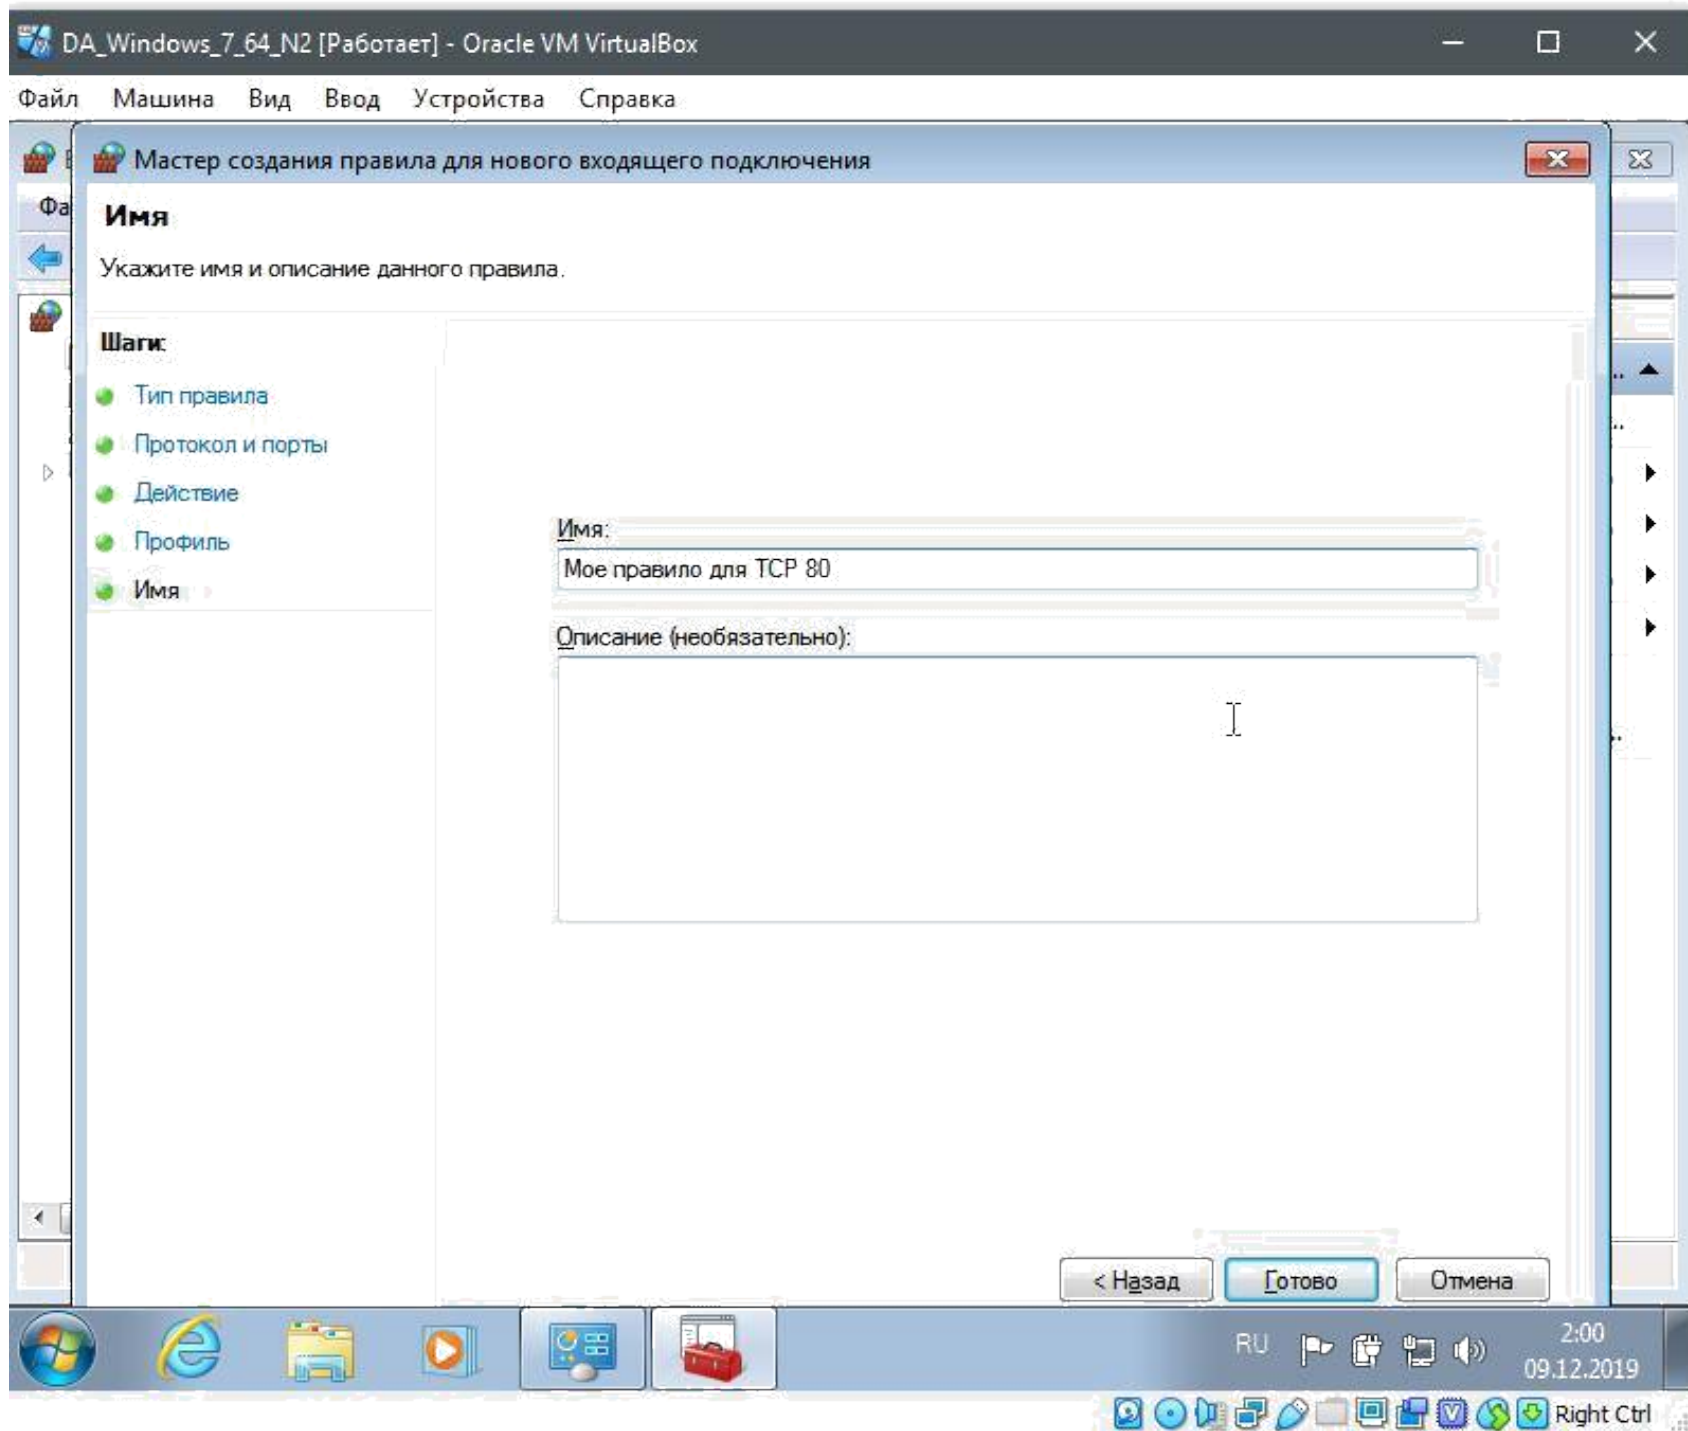 DA_Windows_7_64_N2 [Работает] - Oracle VM VirtualBox
Файл Машина Вид Ввод Устройства Справка
Мастер создания правила для нового входящего подключения
Фа
Имя
Укажите имя и описание данного правила.
Шаги:
Тип правила
Протокол и порты
Действие
Профиль
Имя
Имя:
Мое правило для TCP 80
Описание (необязательно):
< Назад Готово Отмена
RU 2:00
09.12.2019
Right Ctrl